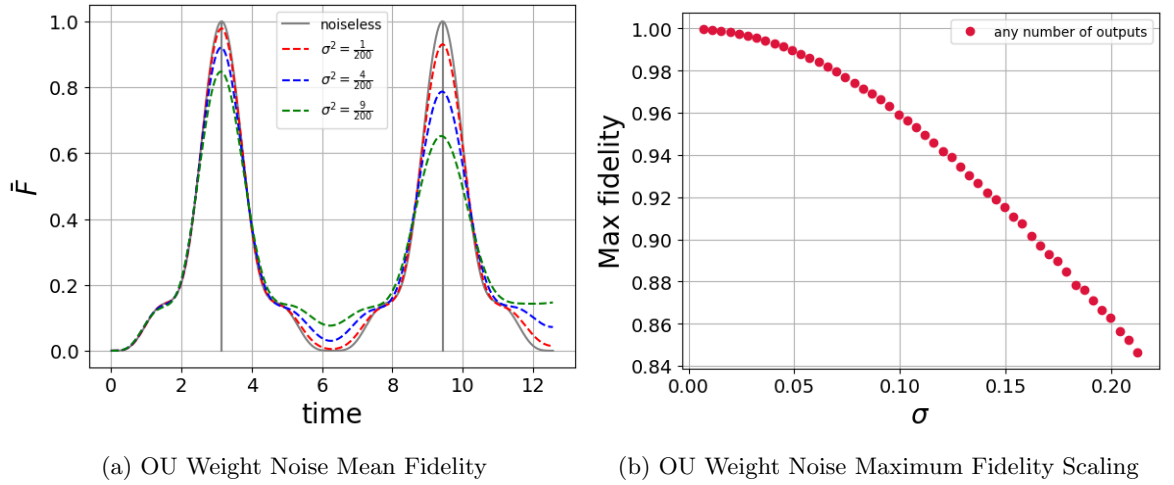 1.0
0.8
0.6
0.4
0.2
0.0
F̄
noiseless
σ² = 1/200
σ² = 4/200
σ² = 9/200
0 2 4 6 8 10 12
time
(a) OU Weight Noise Mean Fidelity
1.00
0.98
0.96
0.94
0.92
0.90
0.88
0.86
0.84
Max fidelity
any number of outputs
0.00 0.05 0.10 0.15 0.20
σ
(b) OU Weight Noise Maximum Fidelity Scaling